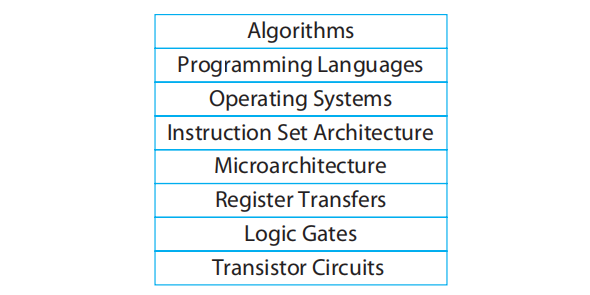 Algorithms
Programming Languages
Operating Systems
Instruction Set Architecture
Microarchitecture
Register Transfers
Logic Gates
Transistor Circuits